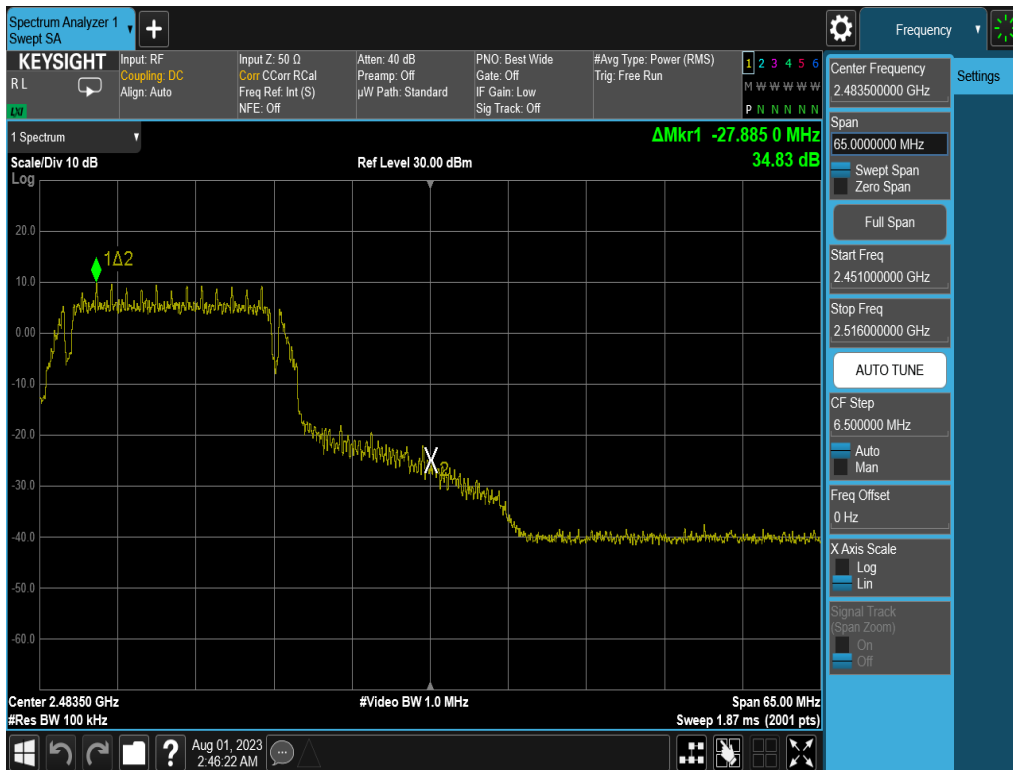 Spectrum Analyzer 1
Swept SA
Frequency
KEYSIGHT
R L
LXI
Input: RF
Coupling: DC
Align: Auto
Input Z: 50 Ω
Corr CCorr RCal
Freq Ref: Int (S)
NFE: Off
Atten: 40 dB
Preamp: Off
µW Path: Standard
PNO: Best Wide
Gate: Off
IF Gain: Low
Sig Track: Off
#Avg Type: Power (RMS)
Trig: Free Run
1 2 3 4 5 6
M W W W W W
P N N N N N
1 Spectrum
ΔMkr1 -27.885 0 MHz
34.83 dB
Scale/Div 10 dB
Ref Level 30.00 dBm
Log
20.0
10.0
0.00
-10.0
-20.0
-30.0
-40.0
-50.0
-60.0
1Δ2
X2
Center 2.48350 GHz
#Video BW 1.0 MHz
Span 65.00 MHz
#Res BW 100 kHz
Sweep 1.87 ms (2001 pts)
Center Frequency
2.483500000 GHz
Settings
Span
65.0000000 MHz
Swept Span
Zero Span
Full Span
Start Freq
2.451000000 GHz
Stop Freq
2.516000000 GHz
AUTO TUNE
CF Step
6.500000 MHz
Auto
Man
Freq Offset
0 Hz
X Axis Scale
Log
Lin
Signal Track
(Span Zoom)
On
Off
?
Aug 01, 2023
2:46:22 AM